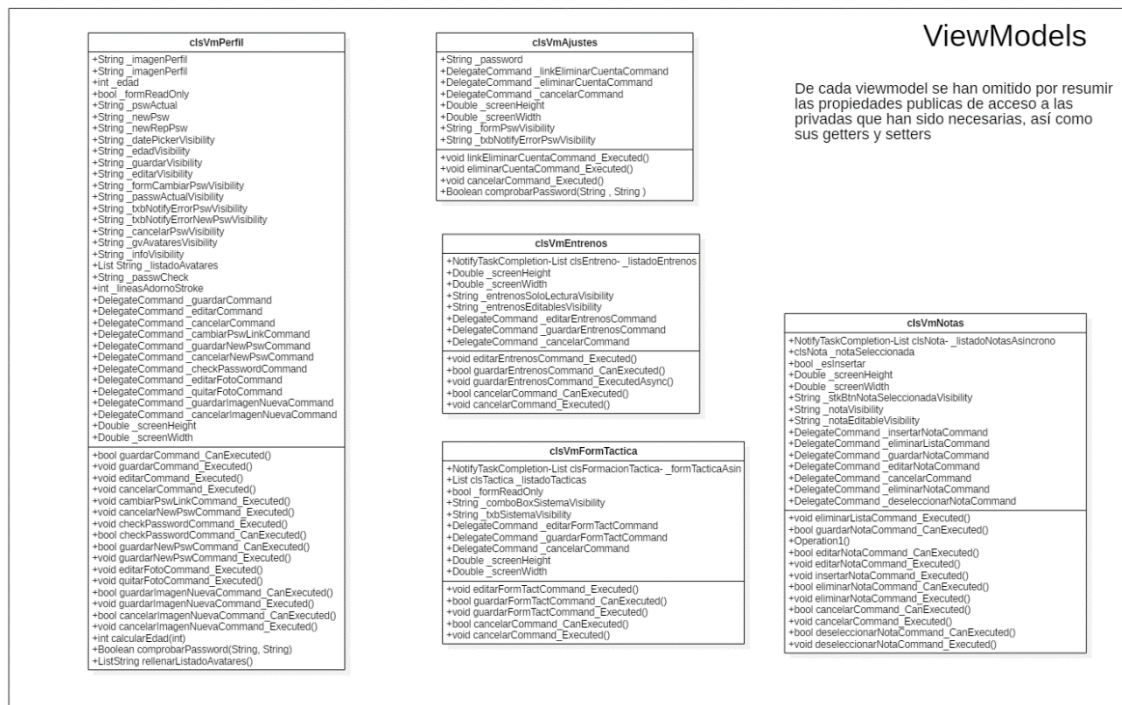 ViewModels
De cada viewmodel se han omitido por resumir
las propiedades publicas de acceso a las
privadas que han sido necesarias, así como
sus getters y setters
clsVmPerfil
+String _imagenPerfil
+String _imagenPerfil
+int _edad
+bool _formReadOnly
+String _pswActual
+String _newPsw
+String _newRepPsw
+String _datePickerVisibility
+String _edadVisibility
+String _guardarVisibility
+String _editarVisibility
+String _formCambiarPswVisibility
+String _passwActualVisibility
+String _txbNotifyErrorPswVisibility
+String _txbNotifyErrorNewPswVisibility
+String _cancelarPswVisibility
+String _gvAvataresVisibility
+String _infoVisibility
+List String _listadoAvatares
+String _passwCheck
+int _lineasAdornoStroke
+DelegateCommand _guardarCommand
+DelegateCommand _editarCommand
+DelegateCommand _cancelarCommand
+DelegateCommand _cambiarPswLinkCommand
+DelegateCommand _guardarNewPswCommand
+DelegateCommand _cancelarNewPswCommand
+DelegateCommand _checkPasswordCommand
+DelegateCommand _editarFotoCommand
+DelegateCommand _quitarFotoCommand
+DelegateCommand _guardarImagenNuevaCommand
+DelegateCommand _cancelarImagenNuevaCommand
+Double _screenHeight
+Double _screenWidth
+bool guardarCommand_CanExecuted()
+void guardarCommand_Executed()
+void editarCommand_Executed()
+void cancelarCommand_Executed()
+void cambiarPswLinkCommand_Executed()
+void cancelarNewPswCommand_Executed()
+void checkPasswordCommand_Executed()
+bool checkPasswordCommand_CanExecuted()
+bool guardarNewPswCommand_CanExecuted()
+void guardarNewPswCommand_Executed()
+void editarFotoCommand_Executed()
+void quitarFotoCommand_Executed()
+bool guardarImagenNuevaCommand_CanExecuted()
+void guardarImagenNuevaCommand_Executed()
+bool cancelarImagenNuevaCommand_CanExecuted()
+void cancelarImagenNuevaCommand_Executed()
+int calcularEdad(int)
+Boolean comprobarPassword(String, String)
+ListString rellenarListadoAvatares()
clsVmAjustes
+String _password
+DelegateCommand _linkEliminarCuentaCommand
+DelegateCommand _eliminarCuentaCommand
+DelegateCommand _cancelarCommand
+Double _screenHeight
+Double _screenWidth
+String _formPswVisibility
+String _txbNotifyErrorPswVisibility
+void linkEliminarCuentaCommand_Executed()
+void eliminarCuentaCommand_Executed()
+void cancelarCommand_Executed()
+Boolean comprobarPassword(String , String )
clsVmEntrenos
+NotifyTaskCompletion-List clsEntreno- _listadoEntrenos
+Double _screenHeight
+Double _screenWidth
+String _entrenosSoloLecturaVisibility
+String _entrenosEditablesVisibility
+DelegateCommand _editarEntrenosCommand
+DelegateCommand _guardarEntrenosCommand
+DelegateCommand _cancelarCommand
+void editarEntrenosCommand_Executed()
+bool guardarEntrenosCommand_CanExecuted()
+void guardarEntrenosCommand_ExecutedAsync()
+bool cancelarCommand_CanExecuted()
+void cancelarCommand_Executed()
clsVmFormTactica
+NotifyTaskCompletion-List clsFormacionTactica- _formTacticaAsin
+List clsTactica _listadoTacticas
+bool _formReadOnly
+String _comboBoxSistemaVisibility
+String _txbSistemaVisibility
+DelegateCommand _editarFormTactCommand
+DelegateCommand _guardarFormTactCommand
+DelegateCommand _cancelarCommand
+Double _screenHeight
+Double _screenWidth
+void editarFormTactCommand_Executed()
+bool guardarFormTactCommand_CanExecuted()
+void guardarFormTactCommand_Executed()
+bool cancelarCommand_CanExecuted()
+void cancelarCommand_Executed()
clsVmNotas
+NotifyTaskCompletion-List clsNota- _listadoNotasAsincrono
+clsNota _notaSeleccionada
+bool _esInsertar
+Double _screenHeight
+Double _screenWidth
+String _stkBtnNotaSeleccionadaVisibility
+String _notaVisibility
+String _notaEditableVisibility
+DelegateCommand _insertarNotaCommand
+DelegateCommand _eliminarListaCommand
+DelegateCommand _guardarNotaCommand
+DelegateCommand _editarNotaCommand
+DelegateCommand _cancelarCommand
+DelegateCommand _eliminarNotaCommand
+DelegateCommand _deseleccionarNotaCommand
+void eliminarListaCommand_Executed()
+bool guardarNotaCommand_CanExecuted()
+Operation1()
+bool editarNotaCommand_CanExecuted()
+void editarNotaCommand_Executed()
+void insertarNotaCommand_Executed()
+bool eliminarNotaCommand_CanExecuted()
+void eliminarNotaCommand_Executed()
+bool cancelarCommand_CanExecuted()
+void cancelarCommand_Executed()
+bool deseleccionarNotaCommand_CanExecuted()
+void deseleccionarNotaCommand_Executed()